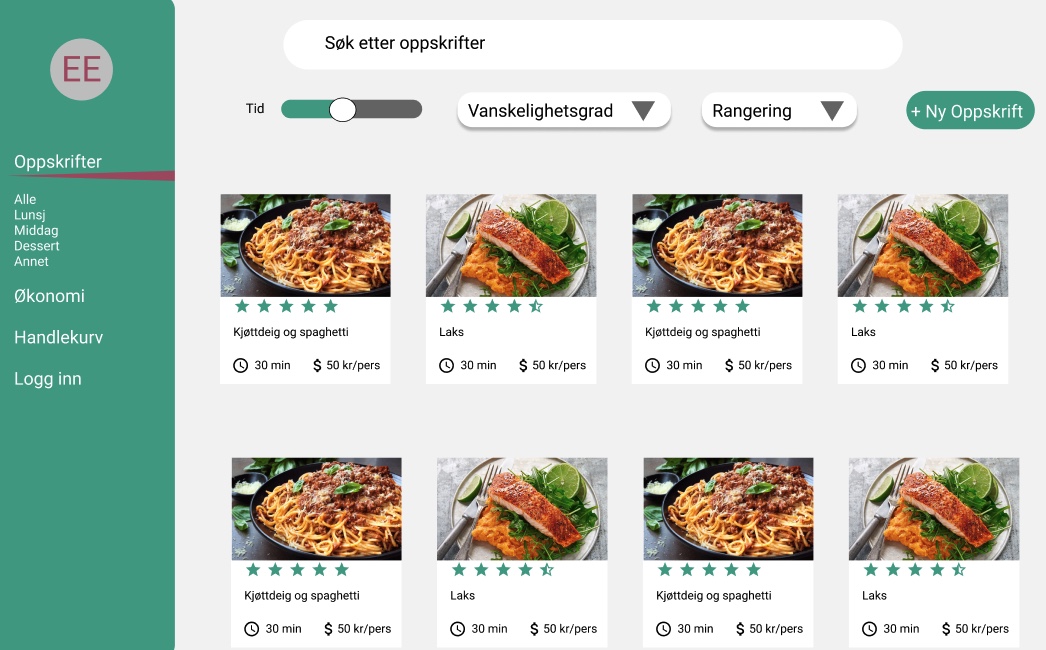 EE
Oppskrifter
Alle
Lunsj
Middag
Dessert
Annet
Økonomi
Handlekurv
Logg inn
Søk etter oppskrifter
Tid
Vanskelighetsgrad
Rangering
+ Ny Oppskrift
Kjøttdeig og spaghetti
30 min $ 50 kr/pers
Laks
30 min $ 50 kr/pers
Kjøttdeig og spaghetti
30 min $ 50 kr/pers
Laks
30 min $ 50 kr/pers
Kjøttdeig og spaghetti
30 min $ 50 kr/pers
Laks
30 min $ 50 kr/pers
Kjøttdeig og spaghetti
30 min $ 50 kr/pers
Laks
30 min $ 50 kr/pers